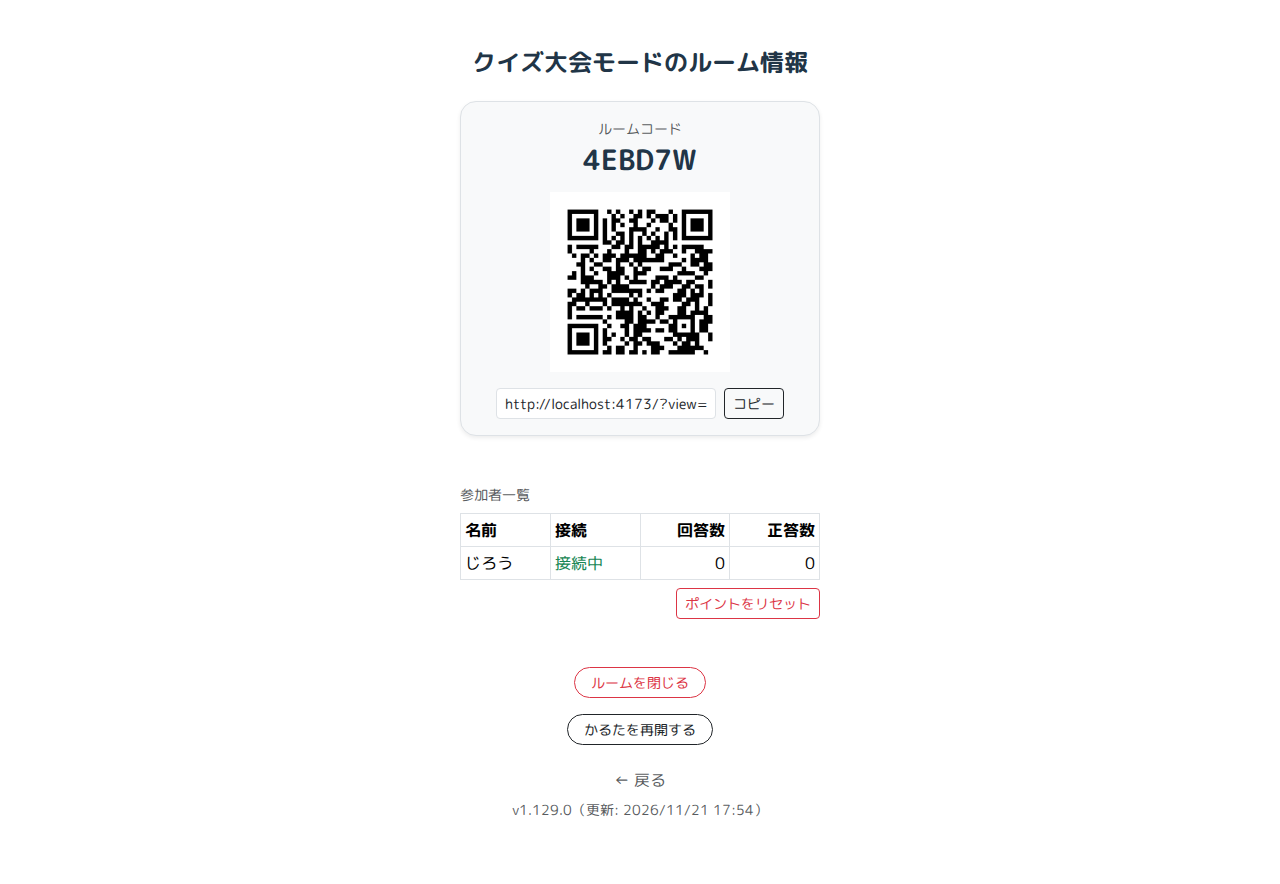 クイズ大会モードのルーム情報
ルームコード
4EBD7W
http://localhost:4173/?view= コピー
参加者一覧
名前 接続 回答数 正答数
じろう 接続中 0 0
ポイントをリセット
ルームを閉じる
かるたを再開する
← 戻る
v1.129.0（更新: 2026/11/21 17:54）